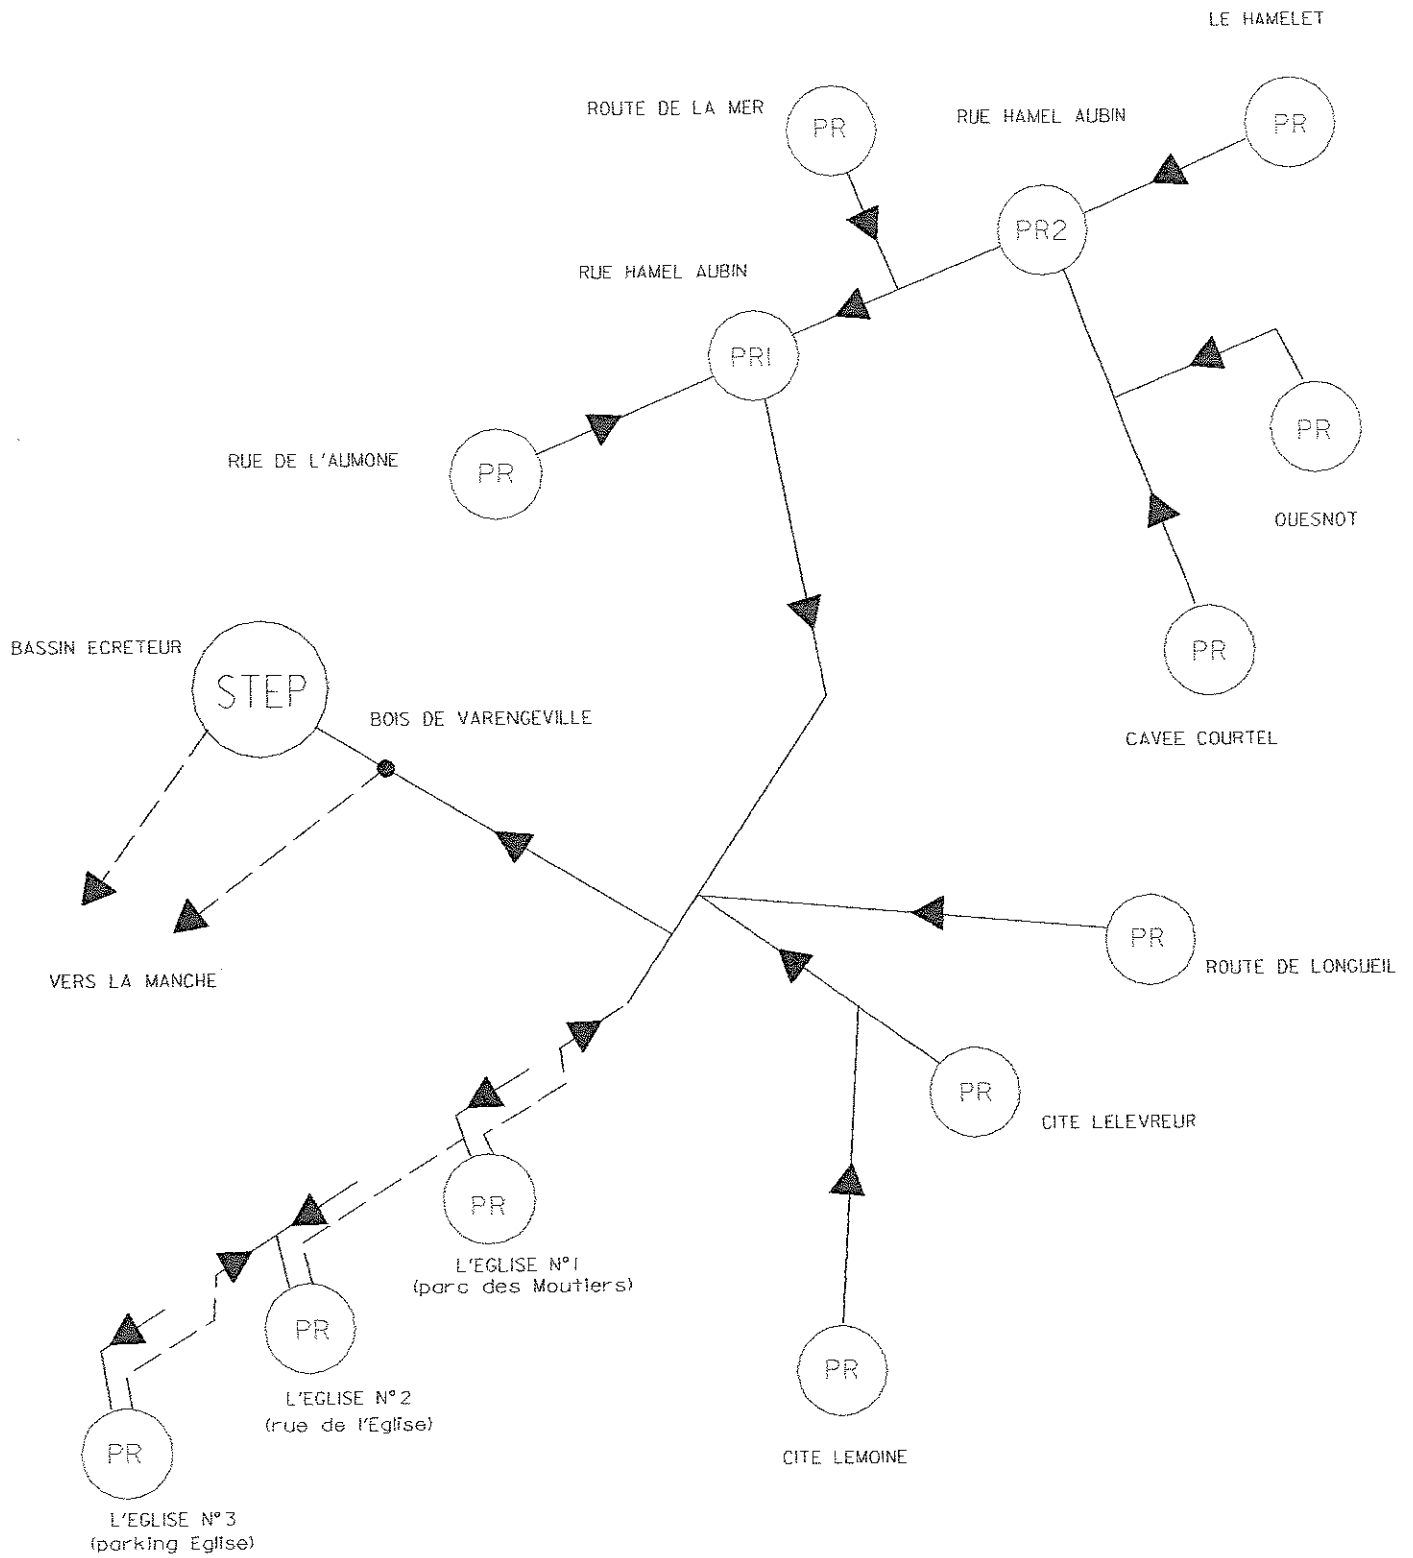 LE HAMELET
ROUTE DE LA MER
PR
RUE HAMEL AUBIN
PR
PR2
RUE HAMEL AUBIN
PR1
RUE DE L'AUMONE
PR
PR
OUESNOT
BASSIN ECRETEUR
STEP
BOIS DE VARENGEVILLE
PR
CAVEE COURTEL
VERS LA MANCHE
PR
ROUTE DE LONGUEIL
PR
CITE LELEVREUR
PR
L'EGLISE N°1
(parc des Moutiers)
PR
L'EGLISE N°2
(rue de l'Eglise)
PR
CITE LEMOINE
PR
L'EGLISE N°3
(parking Eglise)